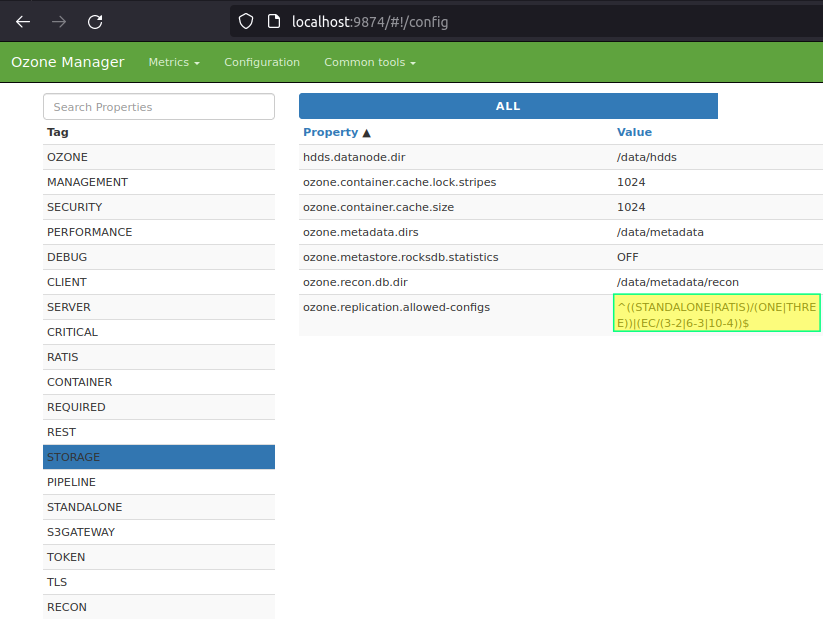 localhost:9874/#!/config
Ozone Manager Metrics Configuration Common tools
Search Properties
Tag
OZONE
MANAGEMENT
SECURITY
PERFORMANCE
DEBUG
CLIENT
SERVER
CRITICAL
RATIS
CONTAINER
REQUIRED
REST
STORAGE
PIPELINE
STANDALONE
S3GATEWAY
TOKEN
TLS
RECON
ALL
Property ▲ Value
hdds.datanode.dir /data/hdds
ozone.container.cache.lock.stripes 1024
ozone.container.cache.size 1024
ozone.metadata.dirs /data/metadata
ozone.metastore.rocksdb.statistics OFF
ozone.recon.db.dir /data/metadata/recon
ozone.replication.allowed-configs ^((STANDALONE|RATIS)/(ONE|THRE
E))|(EC/(3-2|6-3|10-4))$